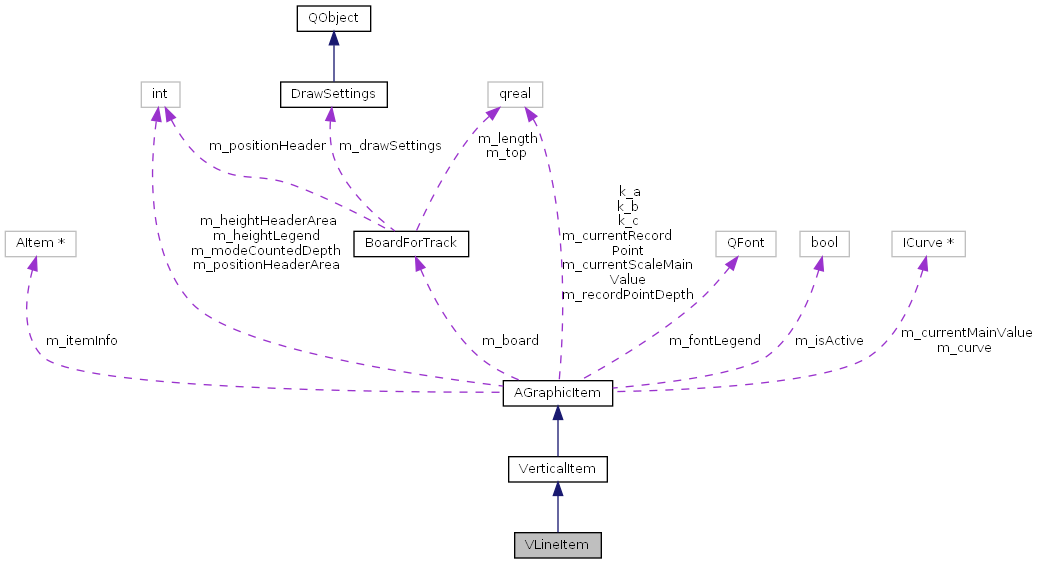 QObject
int
DrawSettings
qreal
m_positionHeader
m_drawSettings
m_length
m_top
k_a
k_b
k_c
m_currentRecord
Point
m_currentScaleMain
Value
m_recordPointDepth
m_heightHeaderArea
m_heightLegend
m_modeCountedDepth
m_positionHeaderArea
AItem *
BoardForTrack
QFont
bool
ICurve *
m_itemInfo
m_board
m_fontLegend
m_isActive
m_currentMainValue
m_curve
AGraphicItem
VerticalItem
VLineItem